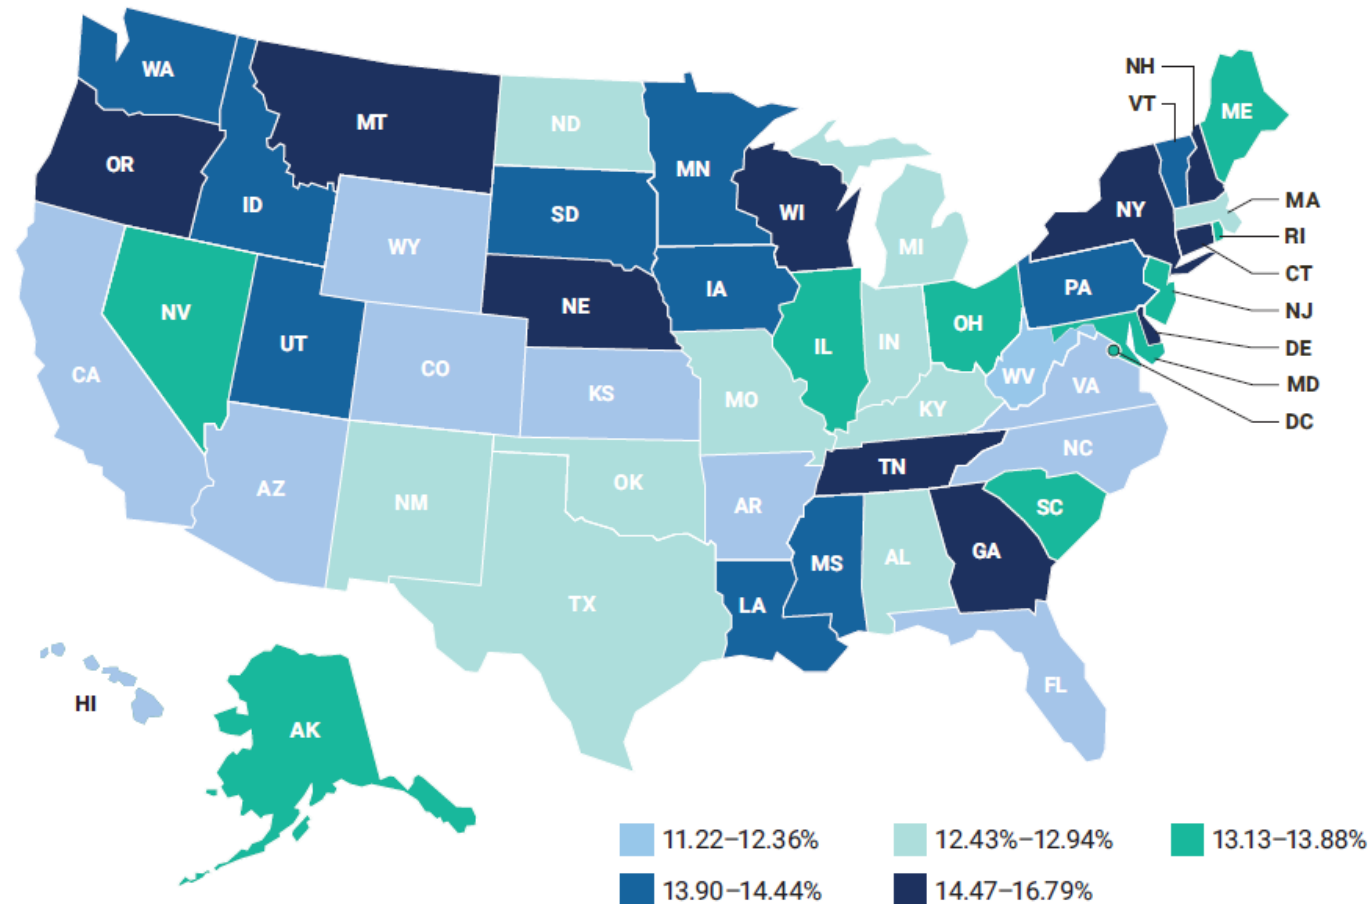 NH
WA
VT
ME
MT
ND
OR
MN
ID
SD
WI
NY
MA
WY
MI
RI
CT
IA
PA
NE
NJ
NV
OH
UT
IL
IN
DE
CO
CA
WV
MD
VA
KS
MO
KY
DC
NC
TN
OK
AZ
NM
AR
SC
GA
MS
AL
TX
LA
FL
HI
AK
11.22–12.36%
12.43%–12.94%
13.13–13.88%
13.90–14.44%
14.47–16.79%